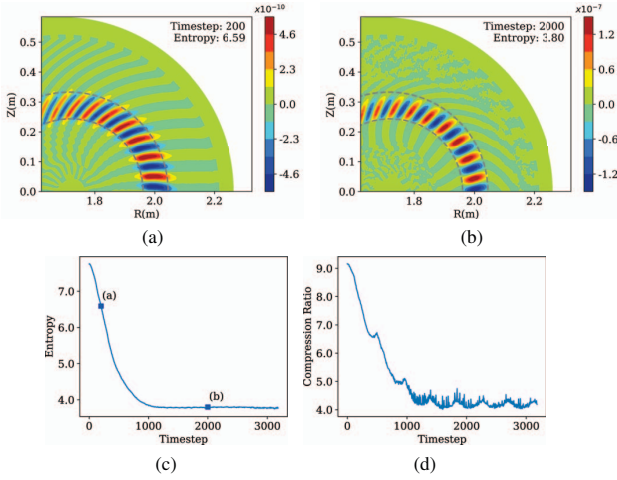 ×10⁻¹⁰
Timestep: 200
Entropy: 6.59
0.5
0.4
0.3
0.2
0.1
0.0
Z(m)
1.8
2.0
2.2
R(m)
4.6
2.3
0.0
−2.3
−4.6
(a)
×10⁻⁷
Timestep: 2000
Entropy: 3.80
0.5
0.4
0.3
0.2
0.1
0.0
Z(m)
1.8
2.0
2.2
R(m)
1.2
0.7
0.0
−0.7
−1.2
(b)
7.0
6.0
5.0
4.0
Entropy
(a)
(b)
0
1000
2000
3000
Timestep
(c)
9.0
8.0
7.0
6.0
5.0
4.0
Compression Ratio
0
1000
2000
3000
Timestep
(d)